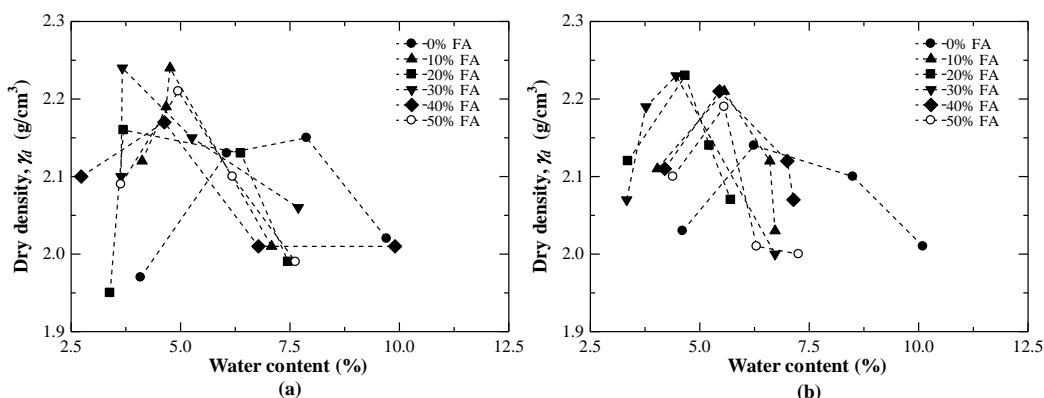 2.3
2.2
2.1
2.0
1.9
Dry density, γd (g/cm³)
0% FA
10% FA
20% FA
30% FA
40% FA
50% FA
2.5 5.0 7.5 10.0 12.5
Water content (%)
(a)
2.3
2.2
2.1
2.0
1.9
Dry density, γd (g/cm³)
0% FA
10% FA
20% FA
30% FA
40% FA
50% FA
2.5 5.0 7.5 10.0 12.5
Water content (%)
(b)